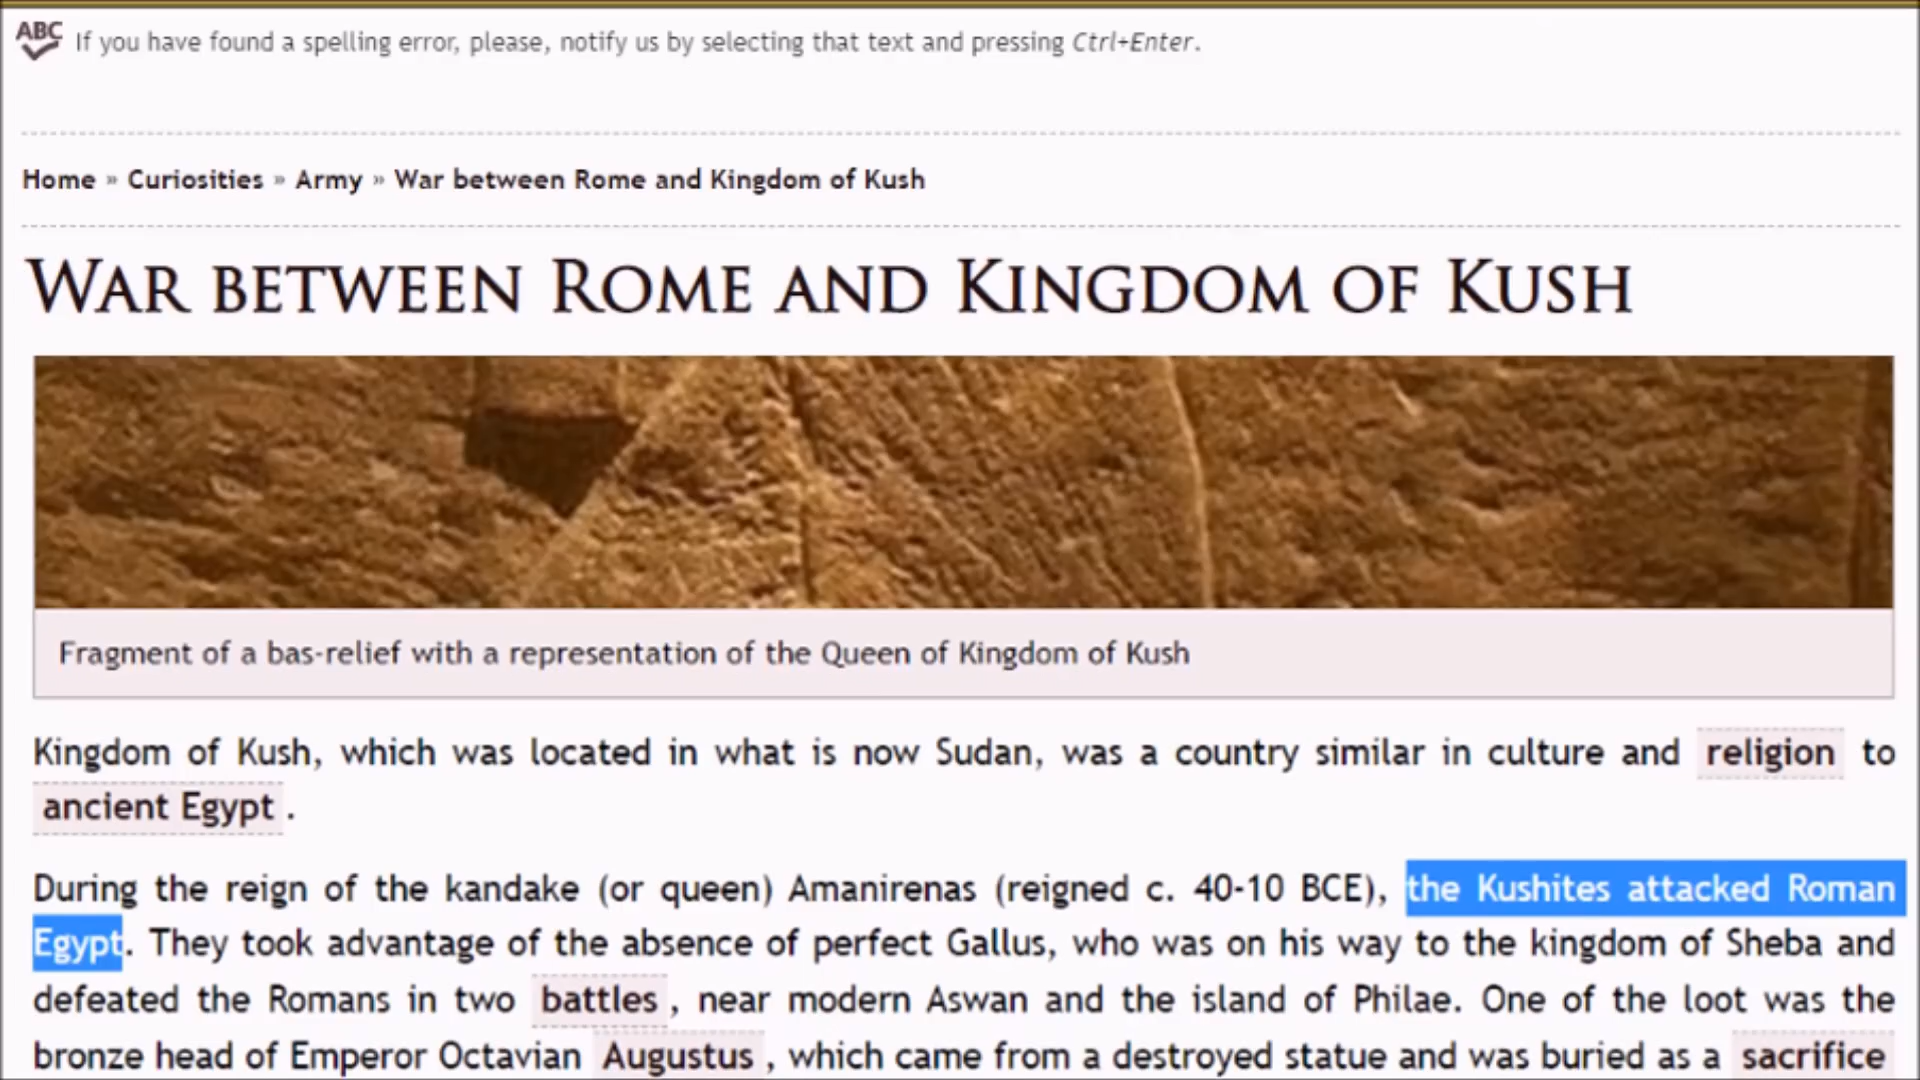 ABC
If you have found a spelling error, please, notify us by selecting that text and pressing Ctrl+Enter.
Home » Curiosities » Army » War between Rome and Kingdom of Kush
War between Rome and Kingdom of Kush
Fragment of a bas-relief with a representation of the Queen of Kingdom of Kush
Kingdom of Kush, which was located in what is now Sudan, was a country similar in culture and religion to
ancient Egypt .
During the reign of the kandake (or queen) Amanirenas (reigned c. 40-10 BCE), the Kushites attacked Roman
Egypt. They took advantage of the absence of perfect Gallus, who was on his way to the kingdom of Sheba and
defeated the Romans in two battles , near modern Aswan and the island of Philae. One of the loot was the
bronze head of Emperor Octavian Augustus , which came from a destroyed statue and was buried as a sacrifice